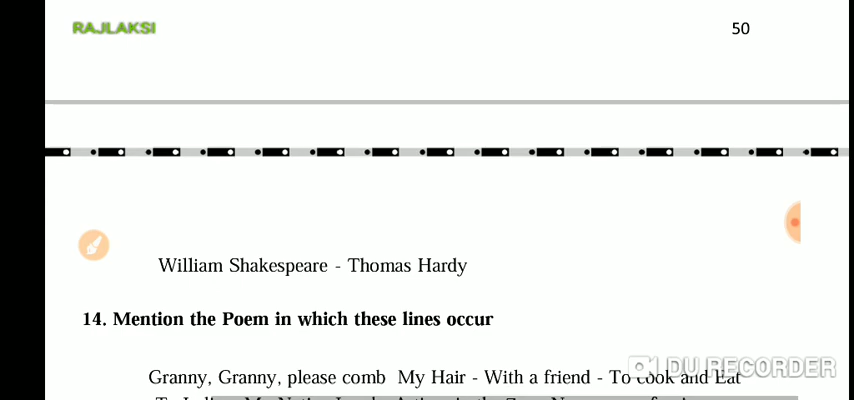 RAJLAKSI
50
William Shakespeare - Thomas Hardy
14. Mention the Poem in which these lines occur
Granny, Granny, please comb My Hair - With a friend - To cook and Eat
DU RECORDER